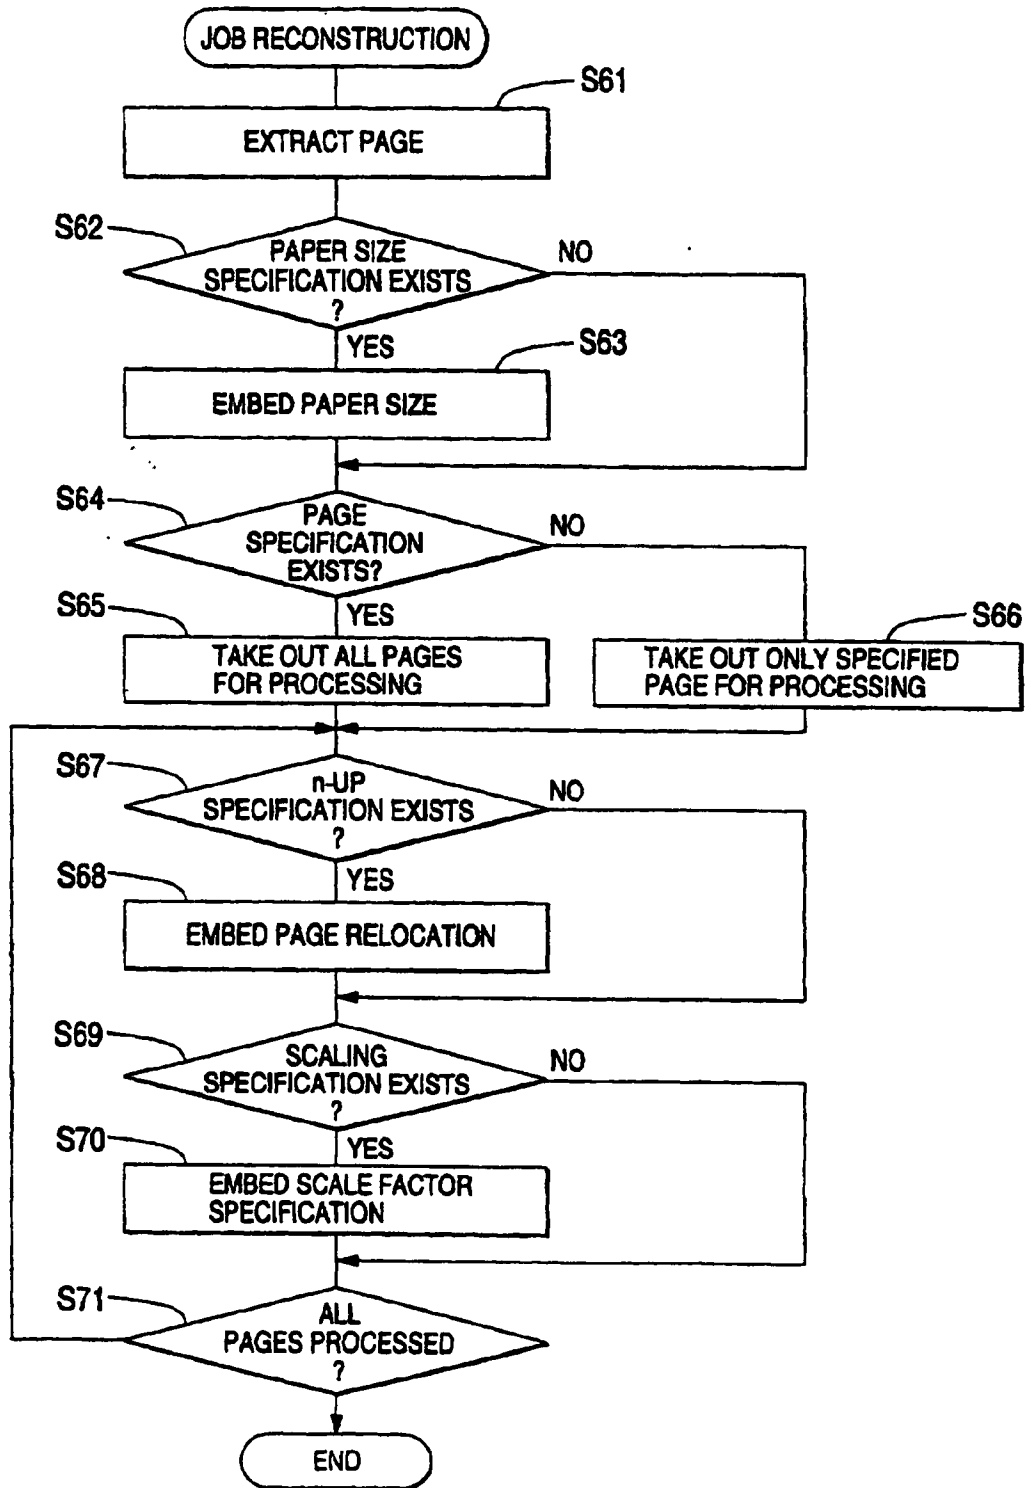 JOB RECONSTRUCTION
S61
EXTRACT PAGE
S62
PAPER SIZE
SPECIFICATION EXISTS
?
NO
YES
S63
EMBED PAPER SIZE
S64
PAGE
SPECIFICATION
EXISTS?
NO
YES
S65
TAKE OUT ALL PAGES
FOR PROCESSING
S66
TAKE OUT ONLY SPECIFIED
PAGE FOR PROCESSING
S67
n-UP
SPECIFICATION EXISTS
?
NO
YES
S68
EMBED PAGE RELOCATION
S69
SCALING
SPECIFICATION EXISTS
?
NO
YES
S70
EMBED SCALE FACTOR
SPECIFICATION
S71
ALL
PAGES PROCESSED
?
END